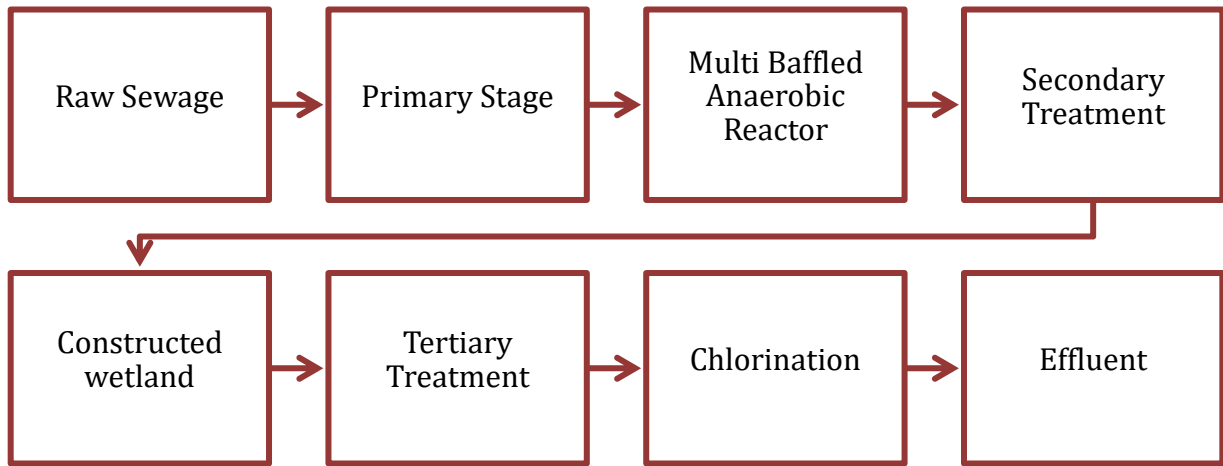 Raw Sewage
Primary Stage
Multi Baffled
Anaerobic
Reactor
Secondary
Treatment
Constructed
wetland
Tertiary
Treatment
Chlorination
Effluent